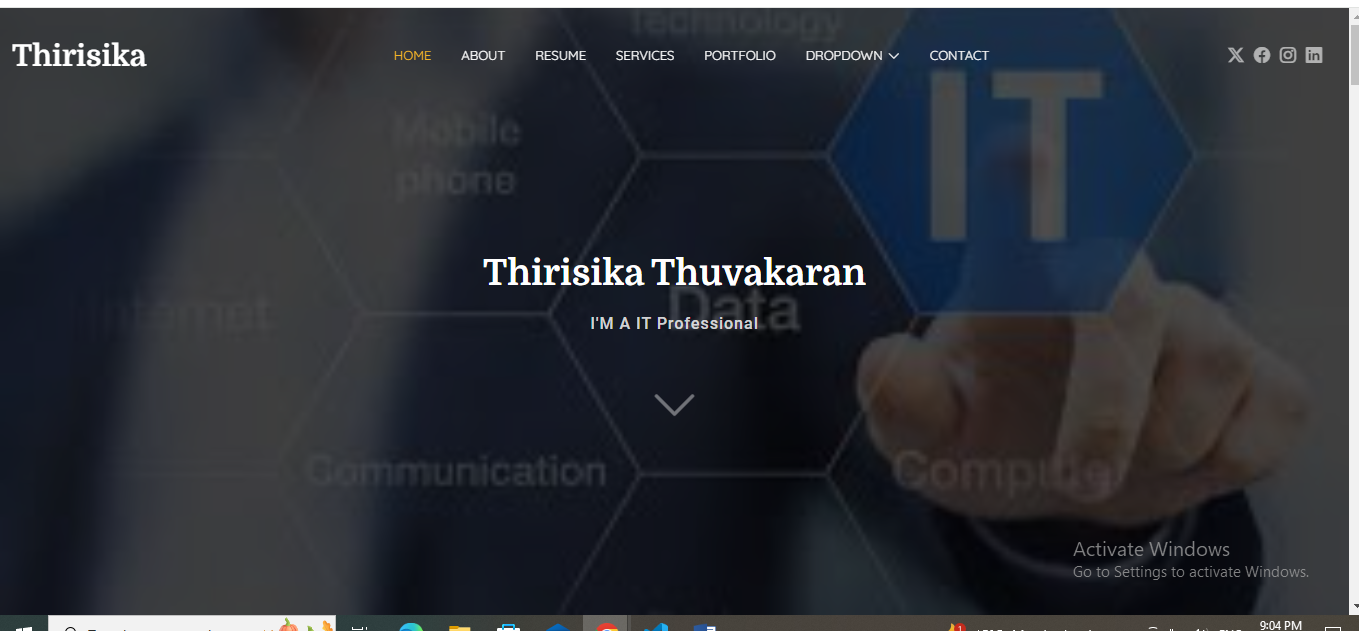 Technology
Thirisika
HOME ABOUT RESUME SERVICES PORTFOLIO DROPDOWN CONTACT
IT
Mobile
phone
Thirisika Thuvakaran
Internet
Data
I'M A IT Professional
Communication
Computer
Activate Windows
Go to Settings to activate Windows.
9:04 PM